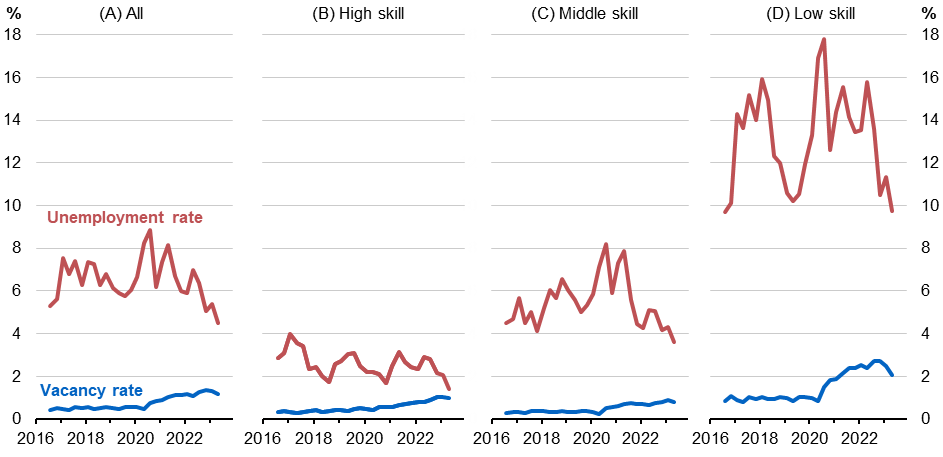 % (A) All (B) High skill (C) Middle skill (D) Low skill %
18 18
16 16
14 14
12 12
10 10
Unemployment rate
8 8
6 6
4 4
2 2
Vacancy rate
0 0
2016 2018 2020 2022 2016 2018 2020 2022 2016 2018 2020 2022 2016 2018 2020 2022